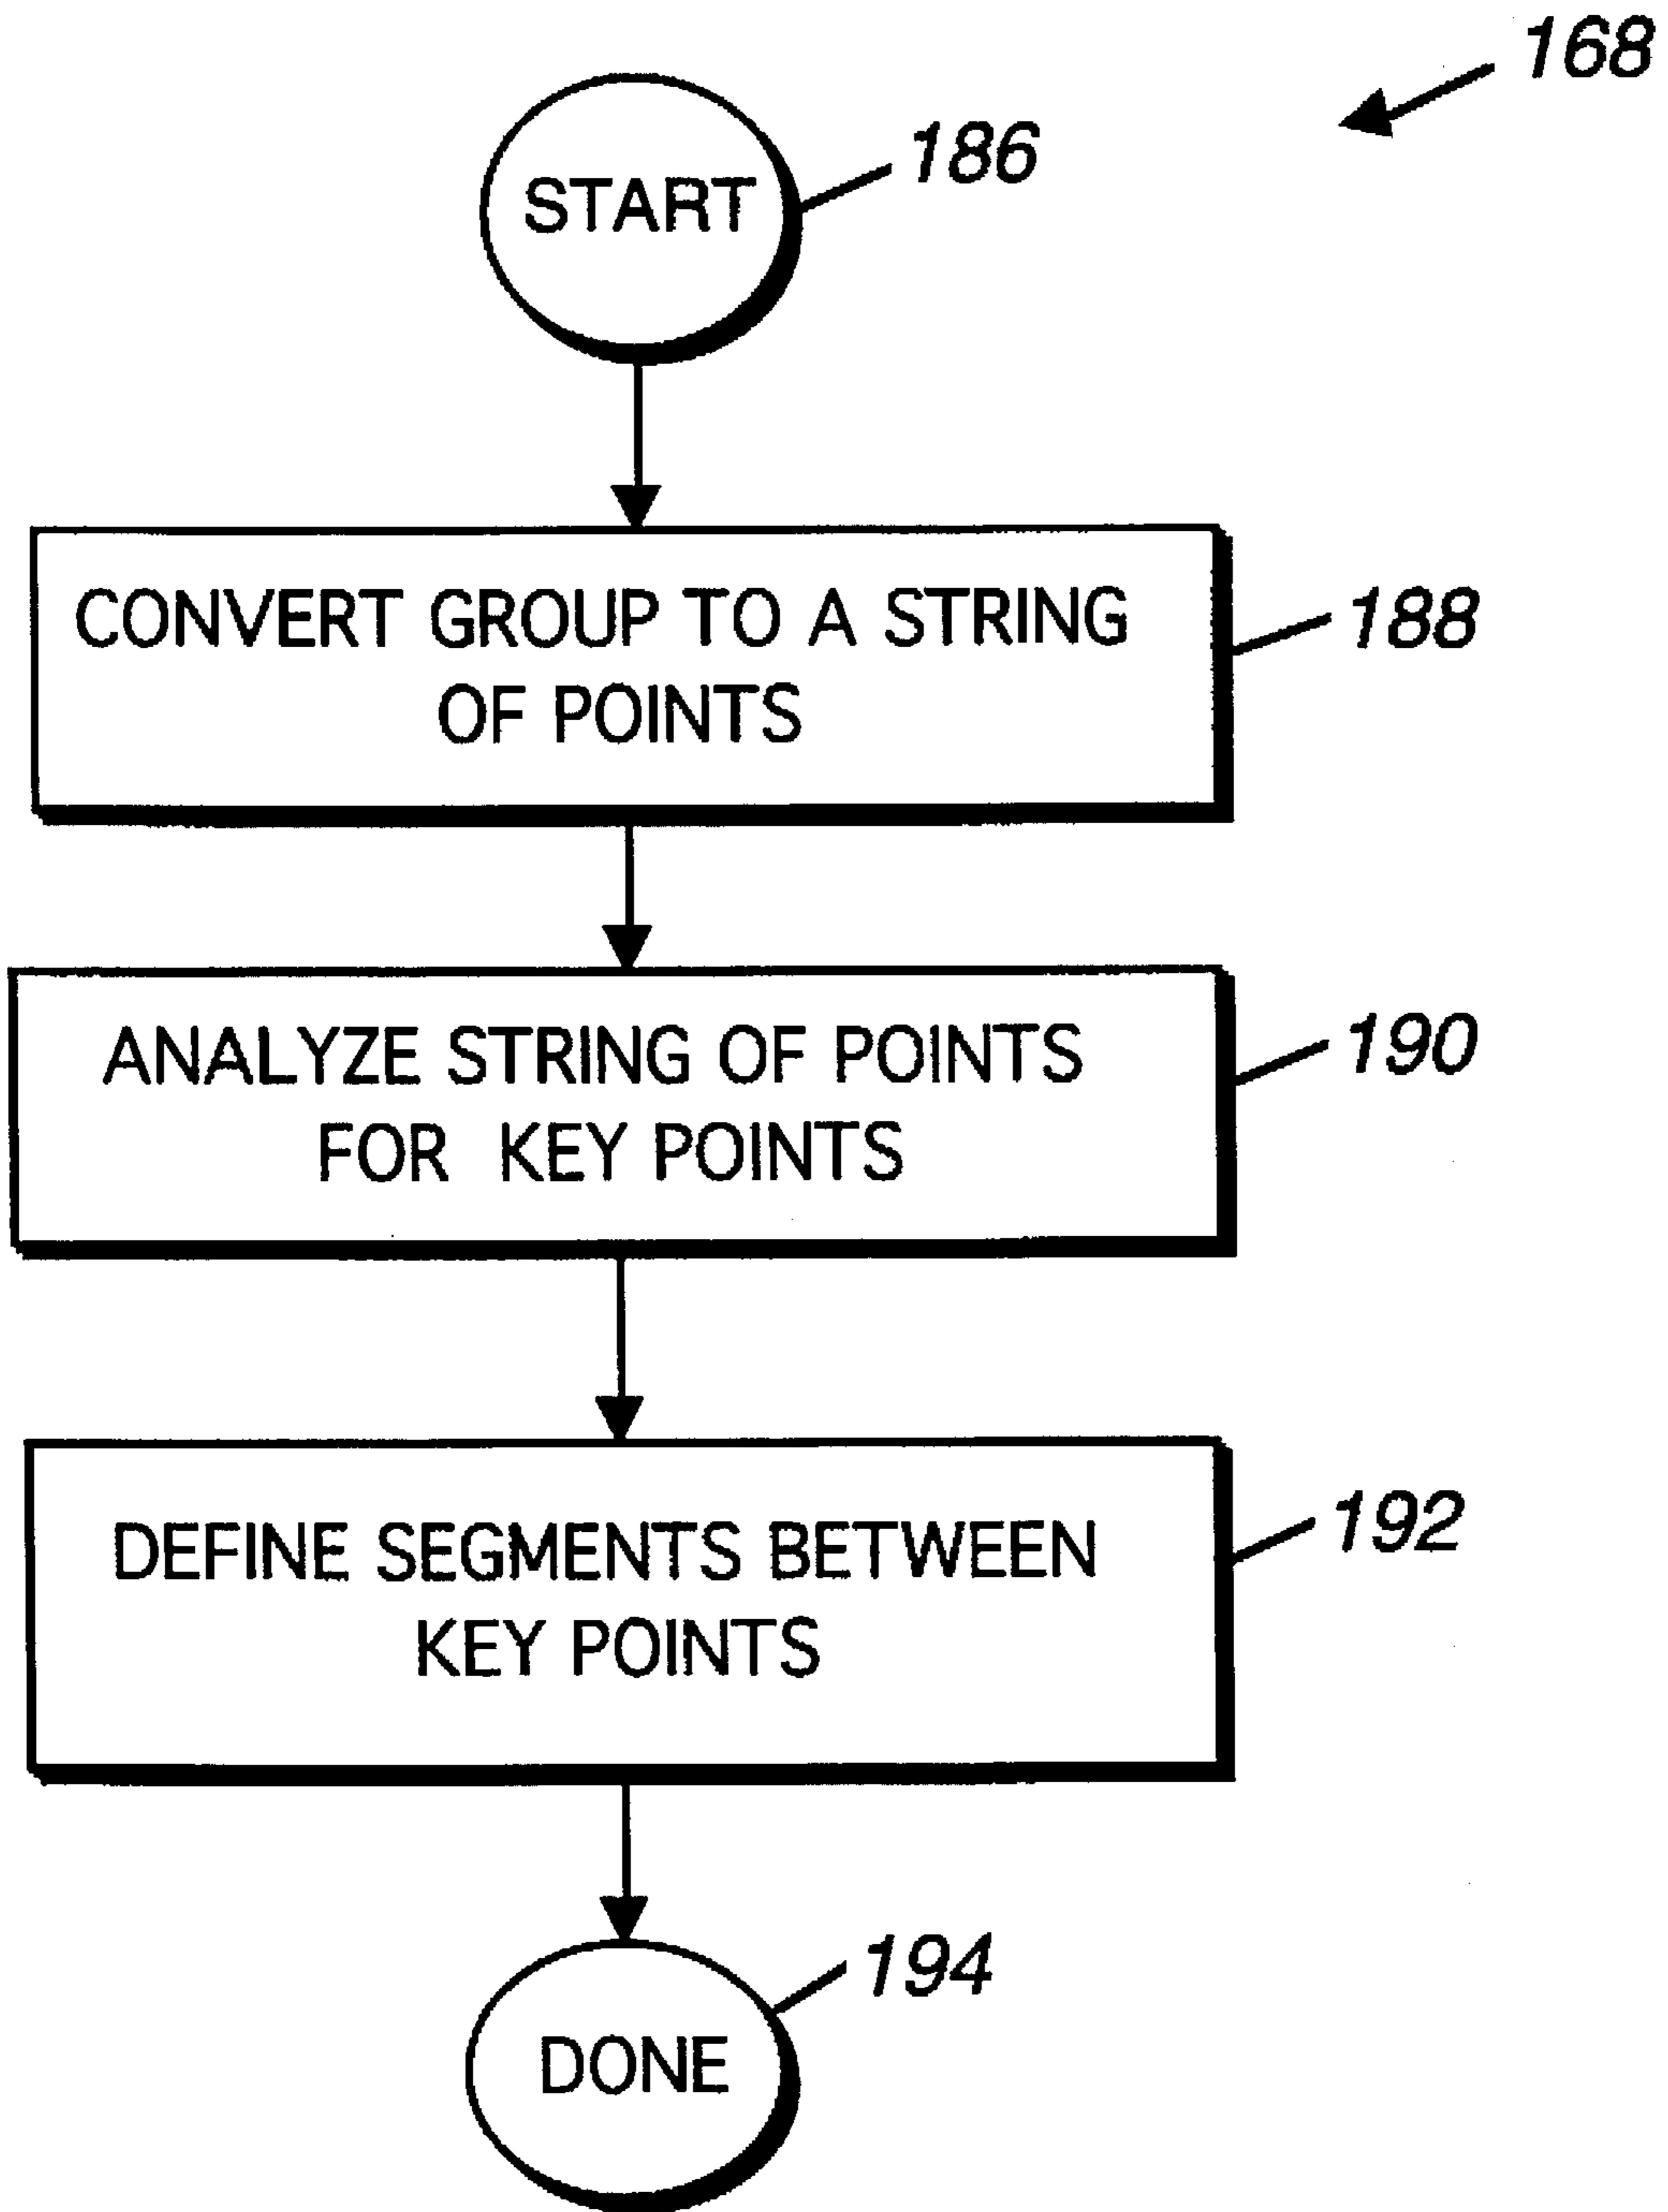 168
START
186
CONVERT GROUP TO A STRING
OF POINTS
188
ANALYZE STRING OF POINTS
FOR KEY POINTS
190
DEFINE SEGMENTS BETWEEN
KEY POINTS
192
DONE
194